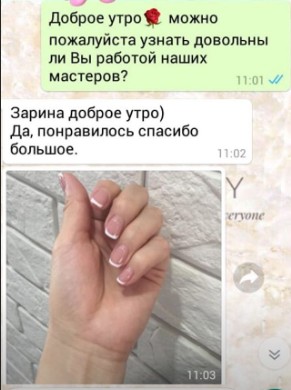 Доброе утро🌹 можно
пожалуйста узнать довольны
ли Вы работой наших
мастеров?
11:01
Зарина доброе утро)
Да, понравилось спасибо
большое.
11:02
Y
eryone
11:03